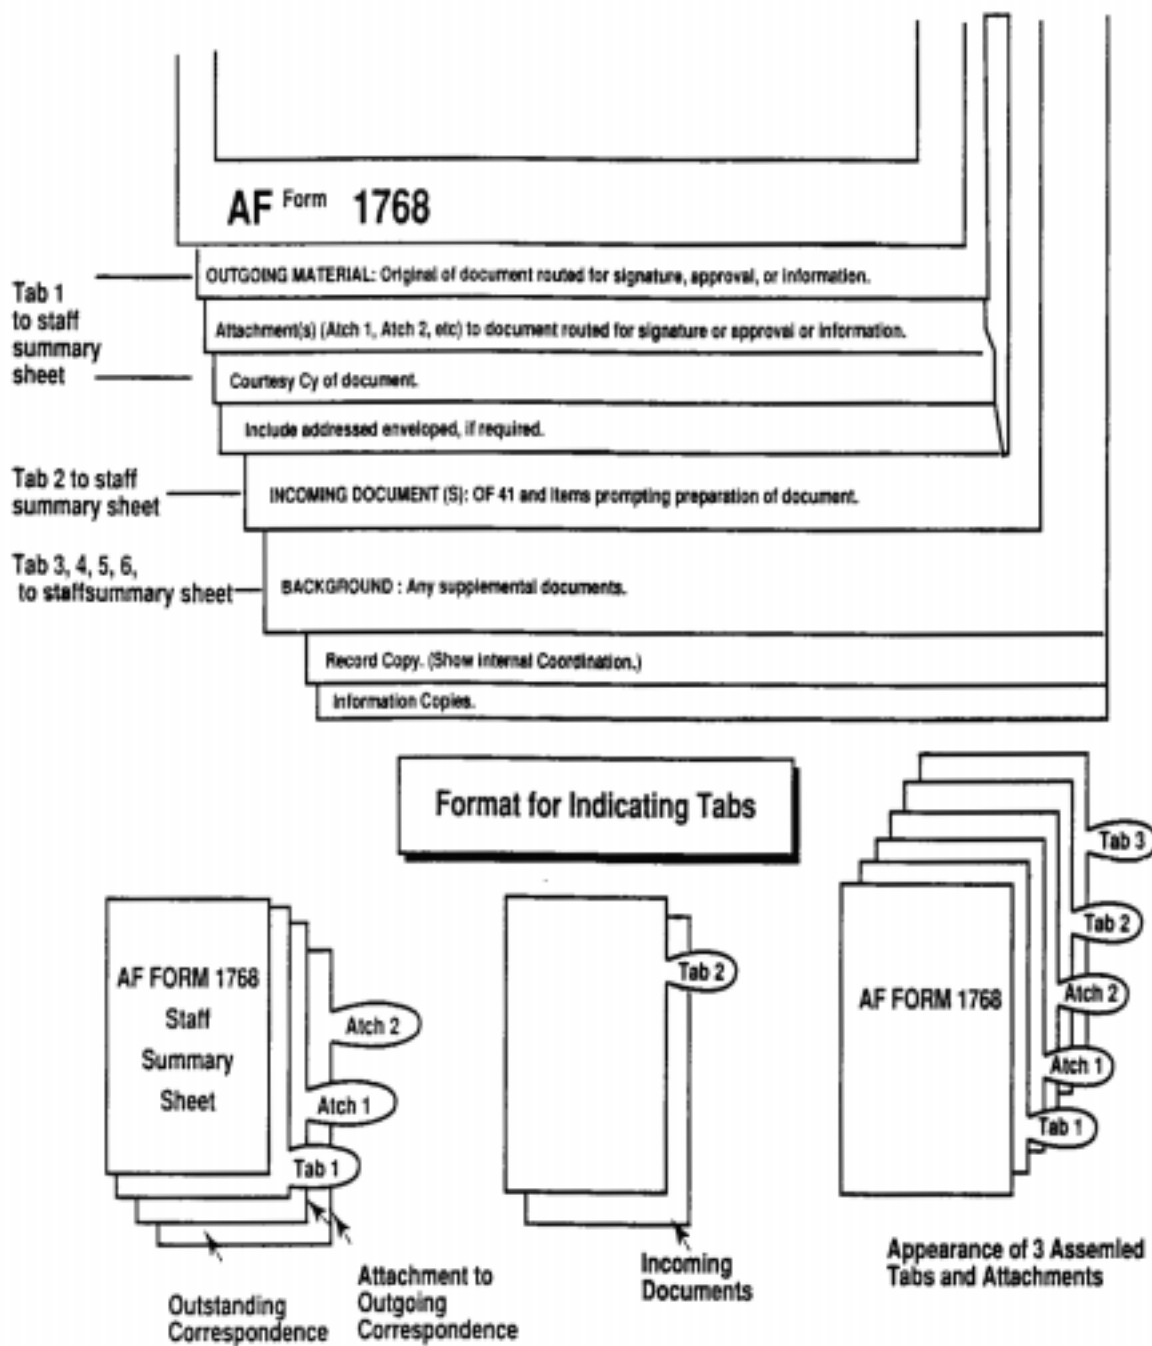 AF Form 1768
OUTGOING MATERIAL: Original of document routed for signature, approval, or information.
Tab 1
to staff
summary
sheet
Attachment(s) (Atch 1, Atch 2, etc) to document routed for signature or approval or information.
Courtesy Cy of document.
Include addressed enveloped, if required.
Tab 2 to staff
summary sheet
INCOMING DOCUMENT (S): OF 41 and items prompting preparation of document.
Tab 3, 4, 5, 6,
to staffsummary sheet
BACKGROUND : Any supplemental documents.
Record Copy. (Show internal Coordination.)
Information Copies.
Format for Indicating Tabs
AF FORM 1768
Staff
Summary
Sheet
Atch 2
Atch 1
Tab 1
Outstanding
Correspondence
Attachment to
Outgoing
Correspondence
Tab 2
Incoming
Documents
Tab 3
Tab 2
AF FORM 1768
Atch 2
Atch 1
Tab 1
Appearance of 3 Assemled
Tabs and Attachments